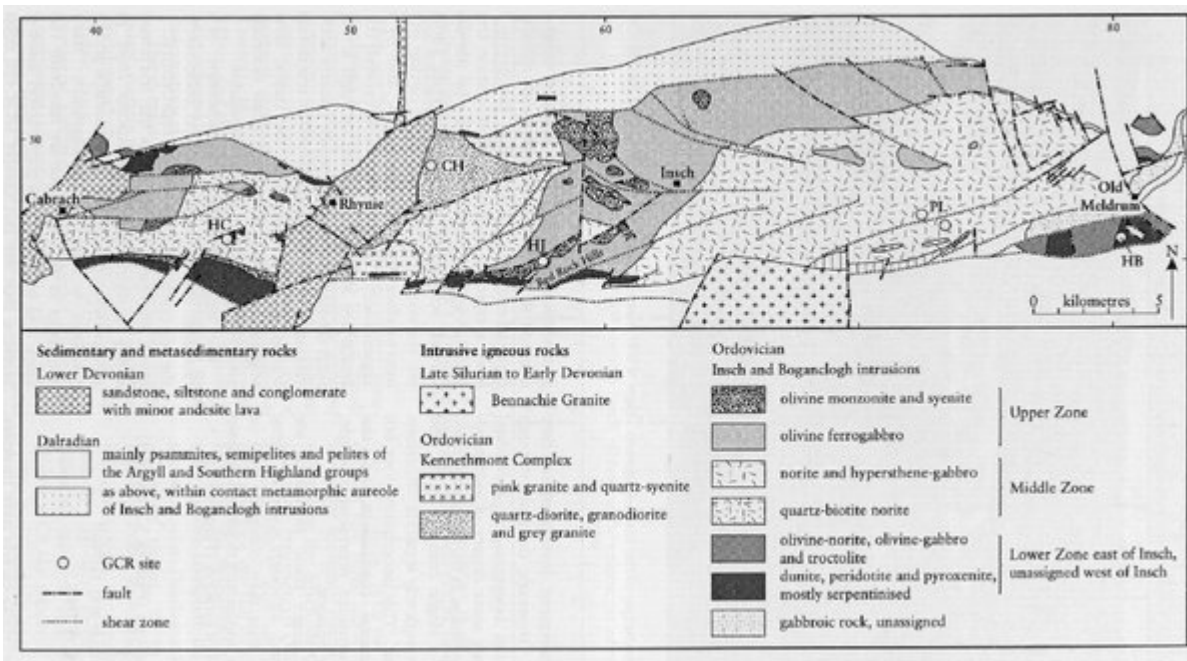 40
50
60
80
30
CH
Insch
Cabrach
Rhynie
HC
PL
Old
Meldrum
HJ
Red Rock Hills
HB
N
0 kilometres 5
Sedimentary and metasedimentary rocks
Lower Devonian
sandstone, siltstone and conglomerate
with minor andesite lava
Dalradian
mainly psammites, semipelites and pelites
of the Argyll and Southern Highland groups
as above, within contact metamorphic aureole
of Insch and Boganclogh intrusions
GCR site
fault
shear zone
Intrusive igneous rocks
Late Silurian to Early Devonian
Bennachie Granite
Ordovician
Kennethmont Complex
pink granite and quartz-syenite
quartz-diorite, granodiorite
and grey granite
Ordovician
Insch and Boganclogh intrusions
olivine monzonite and syenite
olivine ferrogabbro
Upper Zone
norite and hypersthene-gabbro
quartz-biotite norite
Middle Zone
olivine-norite, olivine-gabbro
and troctolite
dunite, peridotite and pyroxenite,
mostly serpentinised
Lower Zone east of Insch,
unassigned west of Insch
gabbroic rock, unassigned